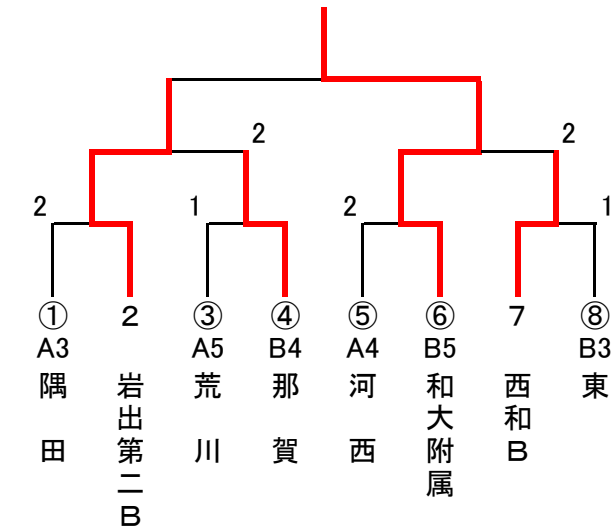 2
2
2
1
2
1
① 2 ③ ④ ⑤ ⑥ 7 ⑧
A3 A5 B4 A4 B5 B3
隅田
岩出第二B
荒川
那賀
河西
和大附属
西和B
東